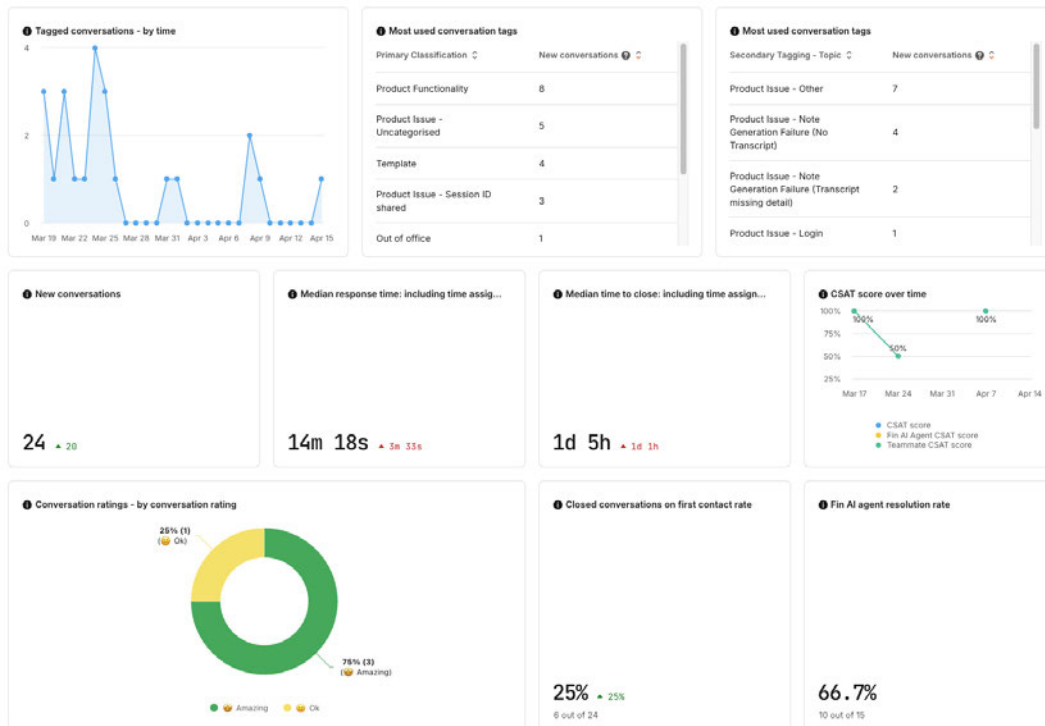 Tagged conversations - by time
4
2
0
Mar 19 Mar 22 Mar 25 Mar 28 Mar 31 Apr 3 Apr 6 Apr 9 Apr 12 Apr 15
Most used conversation tags
Primary Classification New conversations
Product Functionality 8
Product Issue -
Uncategorised 5
Template 4
Product Issue - Session ID
shared 3
Out of office 1
Most used conversation tags
Secondary Tagging - Topic New conversations
Product Issue - Other 7
Product Issue - Note
Generation Failure (No 4
Transcript)
Product Issue - Note
Generation Failure (Transcript 2
missing detail)
Product Issue - Login 1
New conversations
24 ▲ 20
Median response time: including time assig...
14m 18s ▲ 3m 33s
Median time to close: including time assign...
1d 5h ▲ 1d 1h
CSAT score over time
100%
75%
50%
25%
100%
50%
100%
Mar 17 Mar 24 Mar 31 Apr 7 Apr 14
CSAT score
Fin AI Agent CSAT score
Teammate CSAT score
Conversation ratings - by conversation rating
25% (1)
(😄 Ok)
75% (3)
(🤩 Amazing)
Amazing Ok
Closed conversations on first contact rate
25% ▲ 25%
6 out of 24
Fin AI agent resolution rate
66.7%
10 out of 15